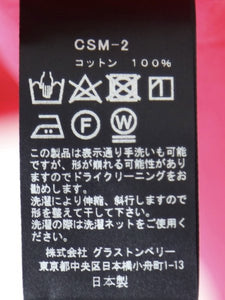 CSM-2
コットン 100%
F
W
この製品は表示通り手洗いも可能
ですが、形が崩れる可能性があり
ますのでドライクリーニングをお
勧めします。
洗濯により伸縮、斜行しますので
形を整えて干して下さい。
洗濯の際は洗濯ネットをご使用く
ださい。
株式会社 グラストンベリー
東京都中央区日本橋小舟町1-13
日本製